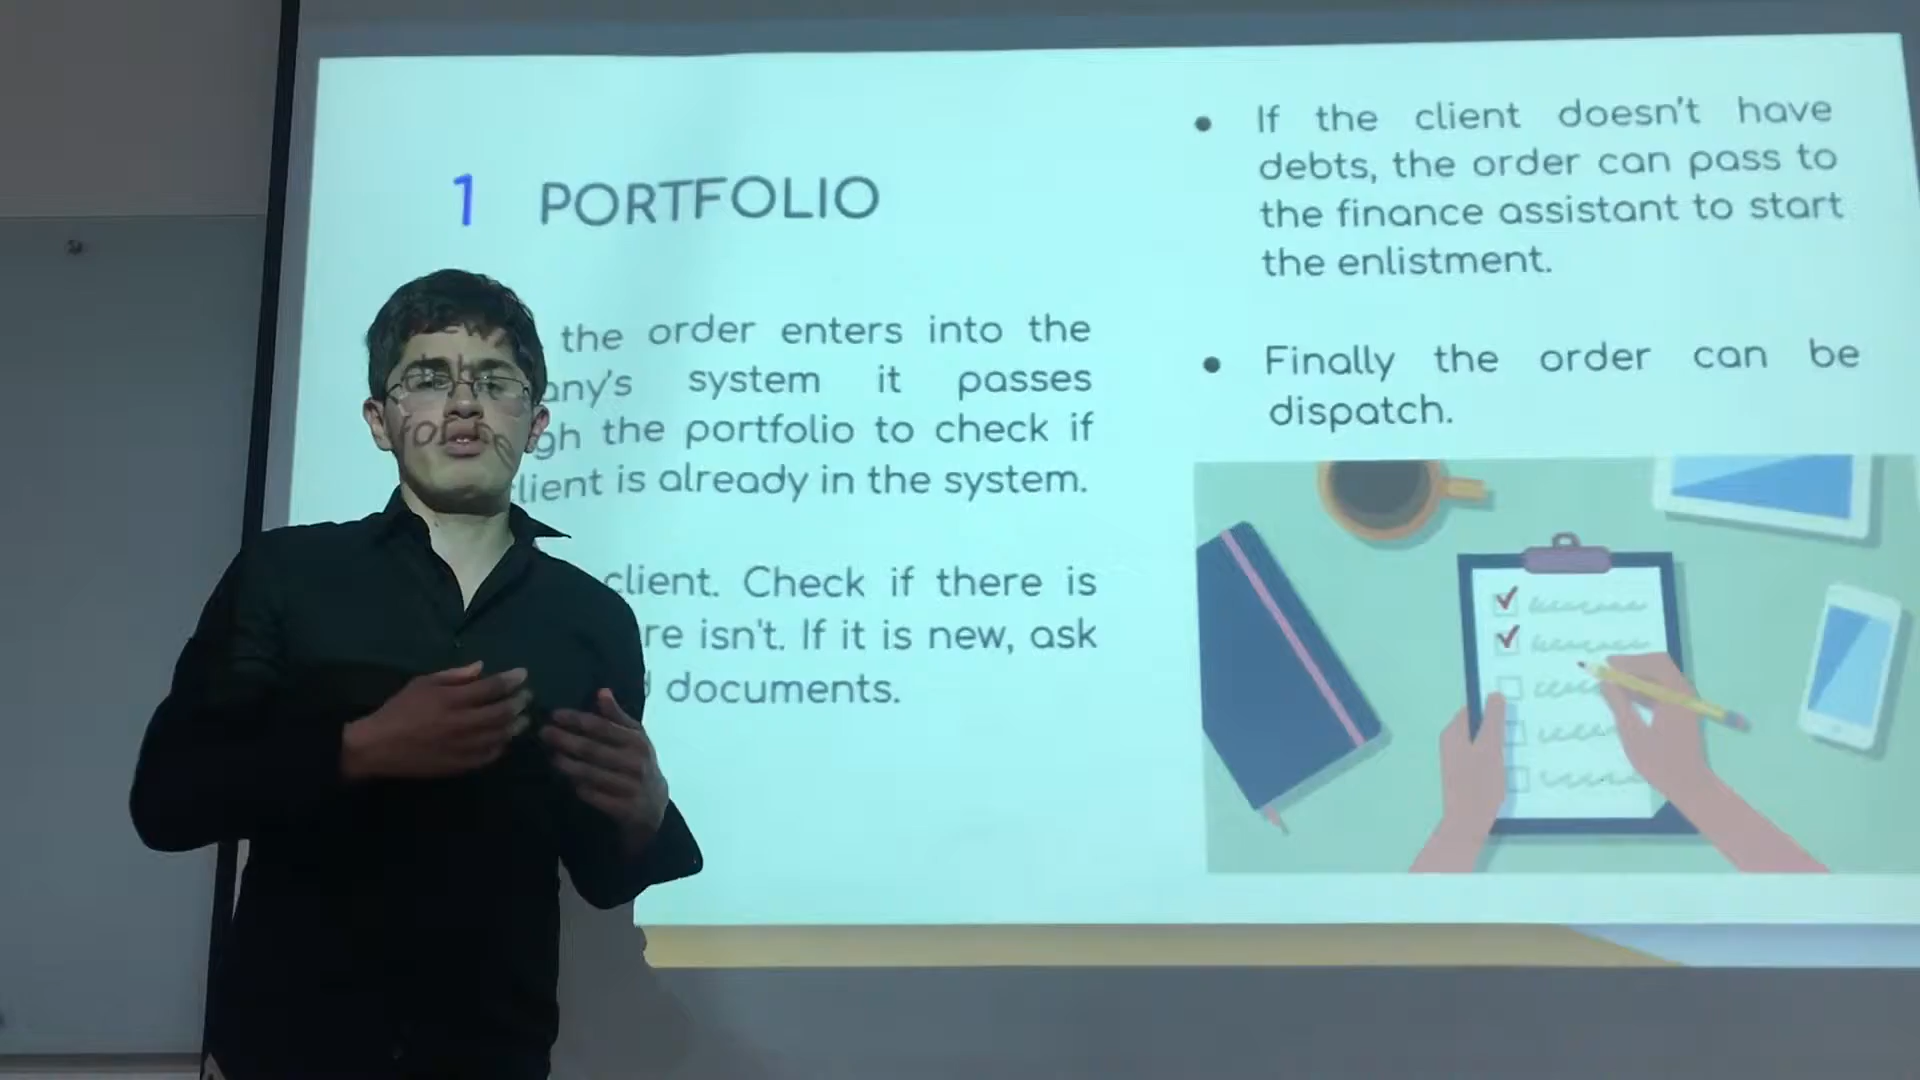 1 PORTFOLIO
the order enters into the
system it passes
the portfolio to check if
is already in the system.
client. Check if there is
isn't. If it is new, ask
documents.
If the client doesn't have
debts, the order can pass to
the finance assistant to start
the enlistment.
Finally the order can be
dispatch.